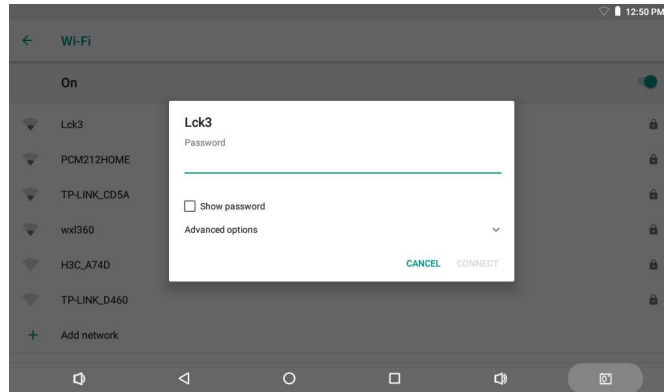 12:50 PM
Wi-Fi
On
Lck3
PCM212HOME
TP-LINK_CD5A
wxl360
H3C_A74D
TP-LINK_D460
Add network
Lck3
Password
Show password
Advanced options
CANCEL CONNECT